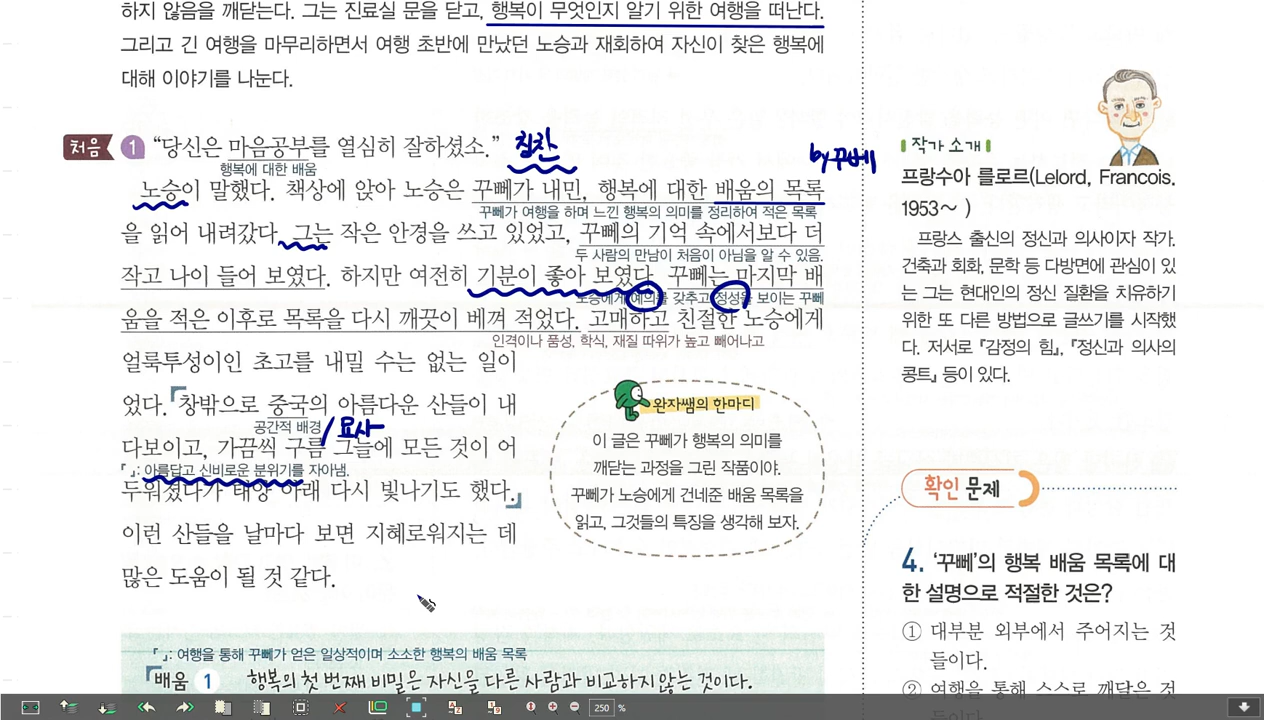 하지 않음을 깨닫는다. 그는 진료실 문을 닫고, 행복이 무엇인지 알기 위한 여행을 떠난다.
그리고 긴 여행을 마무리하면서 여행 초반에 만났던 노승과 재회하여 자신이 찾은 행복에
대해 이야기를 나눈다.
처음 1 “당신은 마음공부를 열심히 잘하셨소.” 칭찬
행복에 대한 배움
by꾸뻬
노승이 말했다. 책상에 앉아 노승은 꾸뻬가 내민, 행복에 대한 배움의 목록
꾸뻬가 여행을 하며 느낀 행복의 의미를 정리하여 적은 목록
을 읽어 내려갔다. 그는 작은 안경을 쓰고 있었고, 꾸뻬의 기억 속에서보다 더
두 사람의 만남이 처음이 아님을 알 수 있음.
작고 나이 들어 보였다. 하지만 여전히 기분이 좋아 보였다. 꾸뻬는 마지막 배
노승에게 예의를 갖추고 정성을 보이는 꾸뻬
움을 적은 이후로 목록을 다시 깨끗이 베껴 적었다. 고매하고 친절한 노승에게
인격이나 품성, 학식, 재질 따위가 높고 빼어나고
얼룩투성이인 초고를 내밀 수는 없는 일이
었다.「창밖으로 중국의 아름다운 산들이 내
공간적 배경 / 묘사
다보이고, 가끔씩 구름 그늘에 모든 것이 어
「 」: 아름답고 신비로운 분위기를 자아냄.
두워졌다가 태양 아래 다시 빛나기도 했다.」
이런 산들을 날마다 보면 지혜로워지는 데
많은 도움이 될 것 같다.
완자쌤의 한마디
이 글은 꾸뻬가 행복의 의미를
깨닫는 과정을 그린 작품이야.
꾸뻬가 노승에게 건네준 배움 목록을
읽고, 그것들의 특징을 생각해 보자.
「 」: 여행을 통해 꾸뻬가 얻은 일상적이며 소소한 행복의 배움 목록
「배움 1 행복의 첫 번째 비밀은 자신을 다른 사람과 비교하지 않는 것이다.
작가 소개
프랑수아 를로르(Lelord, Francois.
1953~ )
프랑스 출신의 정신과 의사이자 작가.
건축과 회화, 문학 등 다방면에 관심이 있
는 그는 현대인의 정신 질환을 치유하기
위한 또 다른 방법으로 글쓰기를 시작했
다. 저서로 『감정의 힘』, 『정신과 의사의
콩트』 등이 있다.
확인 문제
4. ‘꾸뻬’의 행복 배움 목록에 대
한 설명으로 적절한 것은?
① 대부분 외부에서 주어지는 것
들이다.
② 여행을 통해 스스로 깨달은 것
들이다.
250 %